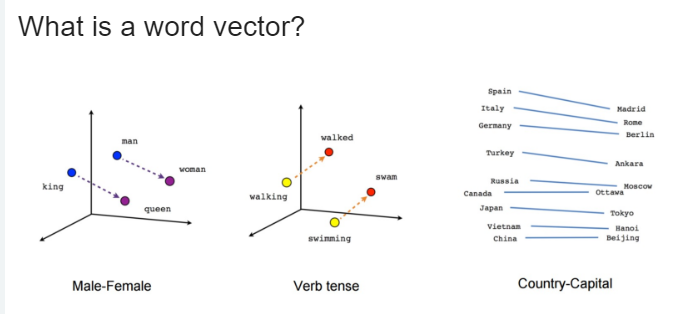 What is a word vector?
man
woman
king
queen
Male-Female
walked
swam
walking
swimming
Verb tense
Spain
Madrid
Italy
Rome
Germany
Berlin
Turkey
Ankara
Russia
Moscow
Canada
Ottawa
Japan
Tokyo
Vietnam
Hanoi
China
Beijing
Country-Capital